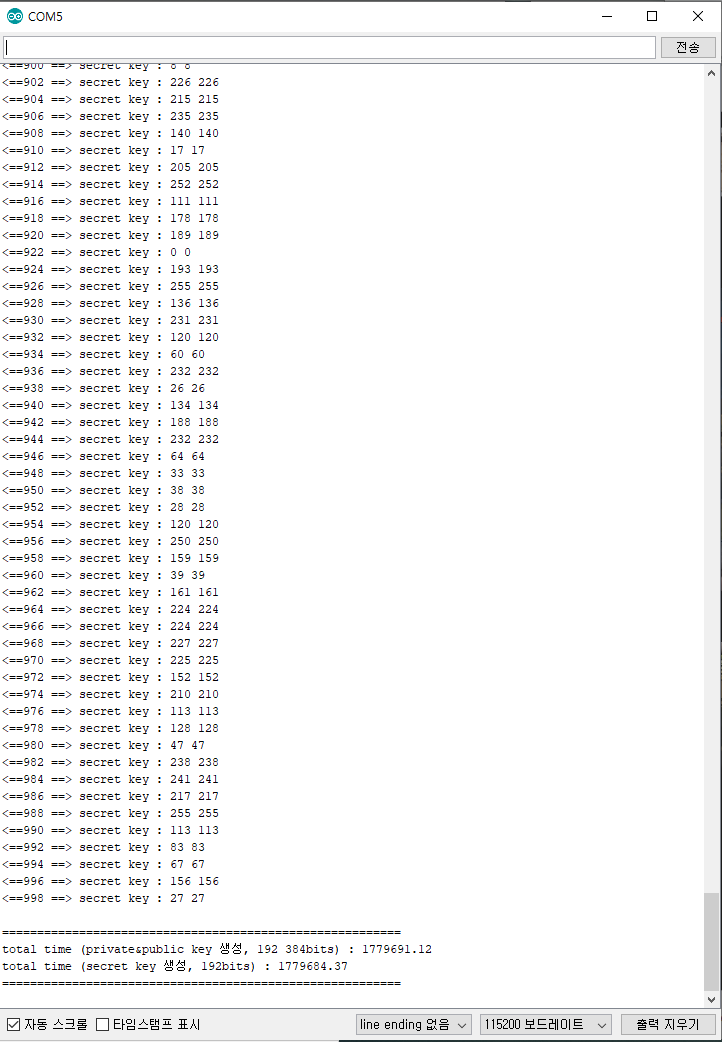 COM5
전송
<==900 ==> secret key : 8 8
<==902 ==> secret key : 226 226
<==904 ==> secret key : 215 215
<==906 ==> secret key : 235 235
<==908 ==> secret key : 140 140
<==910 ==> secret key : 17 17
<==912 ==> secret key : 205 205
<==914 ==> secret key : 252 252
<==916 ==> secret key : 111 111
<==918 ==> secret key : 178 178
<==920 ==> secret key : 189 189
<==922 ==> secret key : 0 0
<==924 ==> secret key : 193 193
<==926 ==> secret key : 255 255
<==928 ==> secret key : 136 136
<==930 ==> secret key : 231 231
<==932 ==> secret key : 120 120
<==934 ==> secret key : 60 60
<==936 ==> secret key : 232 232
<==938 ==> secret key : 26 26
<==940 ==> secret key : 134 134
<==942 ==> secret key : 188 188
<==944 ==> secret key : 232 232
<==946 ==> secret key : 64 64
<==948 ==> secret key : 33 33
<==950 ==> secret key : 38 38
<==952 ==> secret key : 28 28
<==954 ==> secret key : 120 120
<==956 ==> secret key : 250 250
<==958 ==> secret key : 159 159
<==960 ==> secret key : 39 39
<==962 ==> secret key : 161 161
<==964 ==> secret key : 224 224
<==966 ==> secret key : 224 224
<==968 ==> secret key : 227 227
<==970 ==> secret key : 225 225
<==972 ==> secret key : 152 152
<==974 ==> secret key : 210 210
<==976 ==> secret key : 113 113
<==978 ==> secret key : 128 128
<==980 ==> secret key : 47 47
<==982 ==> secret key : 238 238
<==984 ==> secret key : 241 241
<==986 ==> secret key : 217 217
<==988 ==> secret key : 255 255
<==990 ==> secret key : 113 113
<==992 ==> secret key : 83 83
<==994 ==> secret key : 67 67
<==996 ==> secret key : 156 156
<==998 ==> secret key : 27 27
=========================================================
total time (private&public key 생성, 192 384bits) : 1779691.12
total time (secret key 생성, 192bits) : 1779684.37
=========================================================
자동 스크롤 타임스탬프 표시 line ending 없음 115200 보드레이트 출력 지우기